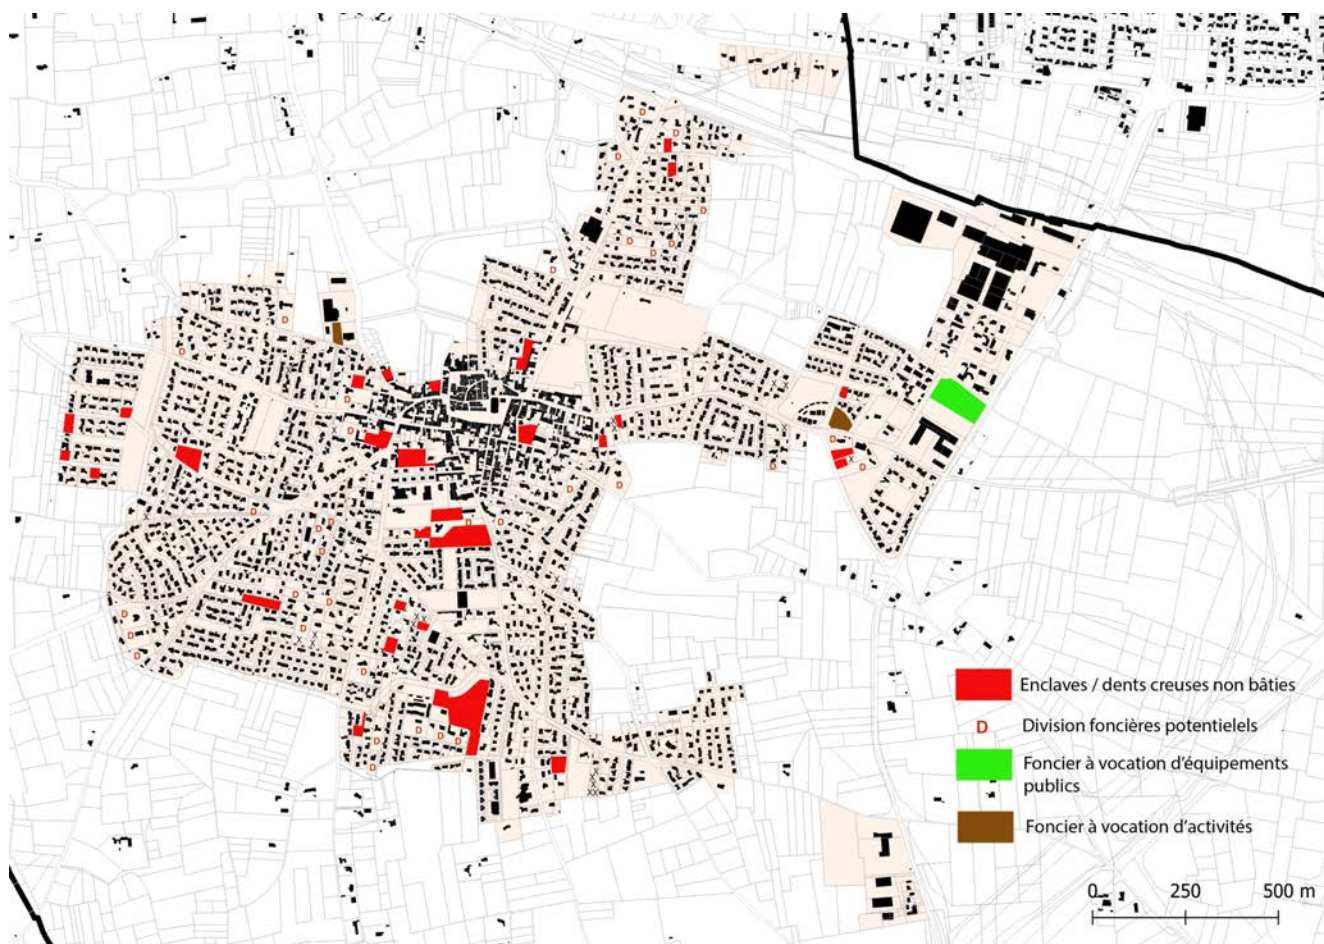 Enclaves / dents creuses non bâties
D Division foncières potentielels
Foncier à vocation d'équipements
publics
Foncier à vocation d'activités
0 250 500 m